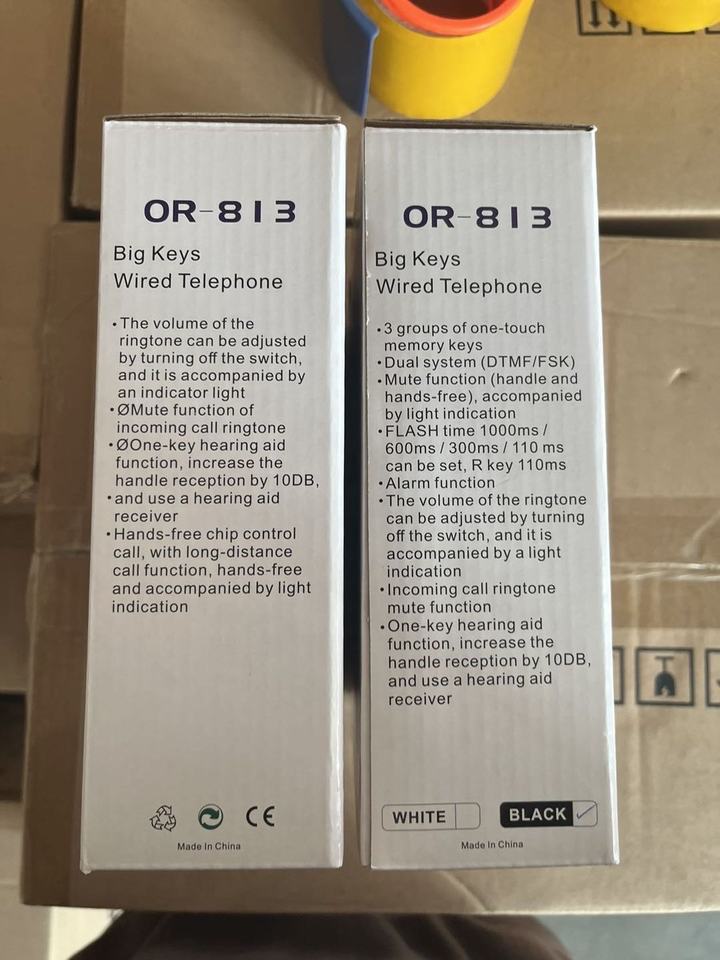 OR-813
Big Keys
Wired Telephone
•The volume of the
ringtone can be adjusted
by turning off the switch,
and it is accompanied by
an indicator light
•ØMute function of
incoming call ringtone
•ØOne-key hearing aid
function, increase the
handle reception by 10DB,
•and use a hearing aid
receiver
•Hands-free chip control
call, with long-distance
call function, hands-free
and accompanied by light
indication
CE
Made In China
OR-813
Big Keys
Wired Telephone
•3 groups of one-touch
memory keys
•Dual system (DTMF/FSK)
•Mute function (handle and
hands-free), accompanied
by light indication
•FLASH time 1000ms /
600ms / 300ms / 110 ms
can be set, R key 110ms
•Alarm function
•The volume of the ringtone
can be adjusted by turning
off the switch, and it is
accompanied by a light
indication
•Incoming call ringtone
mute function
•One-key hearing aid
function, increase the
handle reception by 10DB,
and use a hearing aid
receiver
WHITE BLACK
Made In China